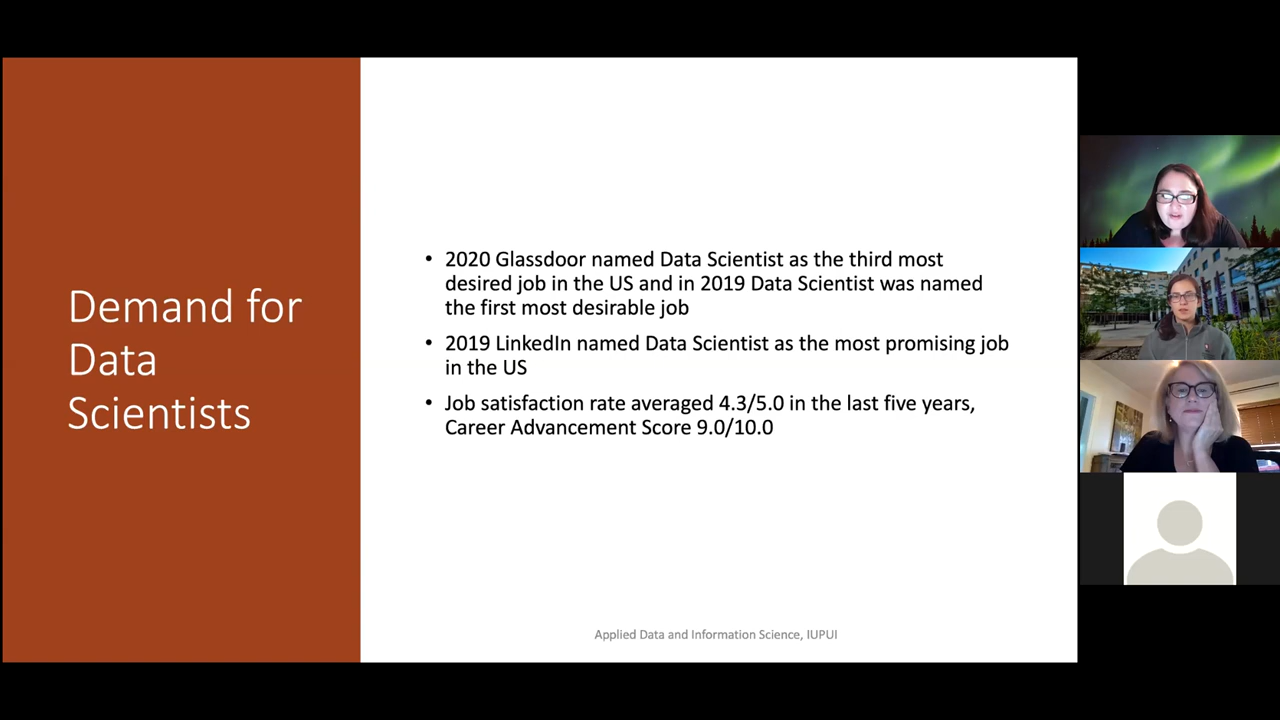 Demand for
Data
Scientists
• 2020 Glassdoor named Data Scientist as the third most
desired job in the US and in 2019 Data Scientist was named
the first most desirable job
• 2019 LinkedIn named Data Scientist as the most promising job
in the US
• Job satisfaction rate averaged 4.3/5.0 in the last five years,
Career Advancement Score 9.0/10.0
Applied Data and Information Science, IUPUI